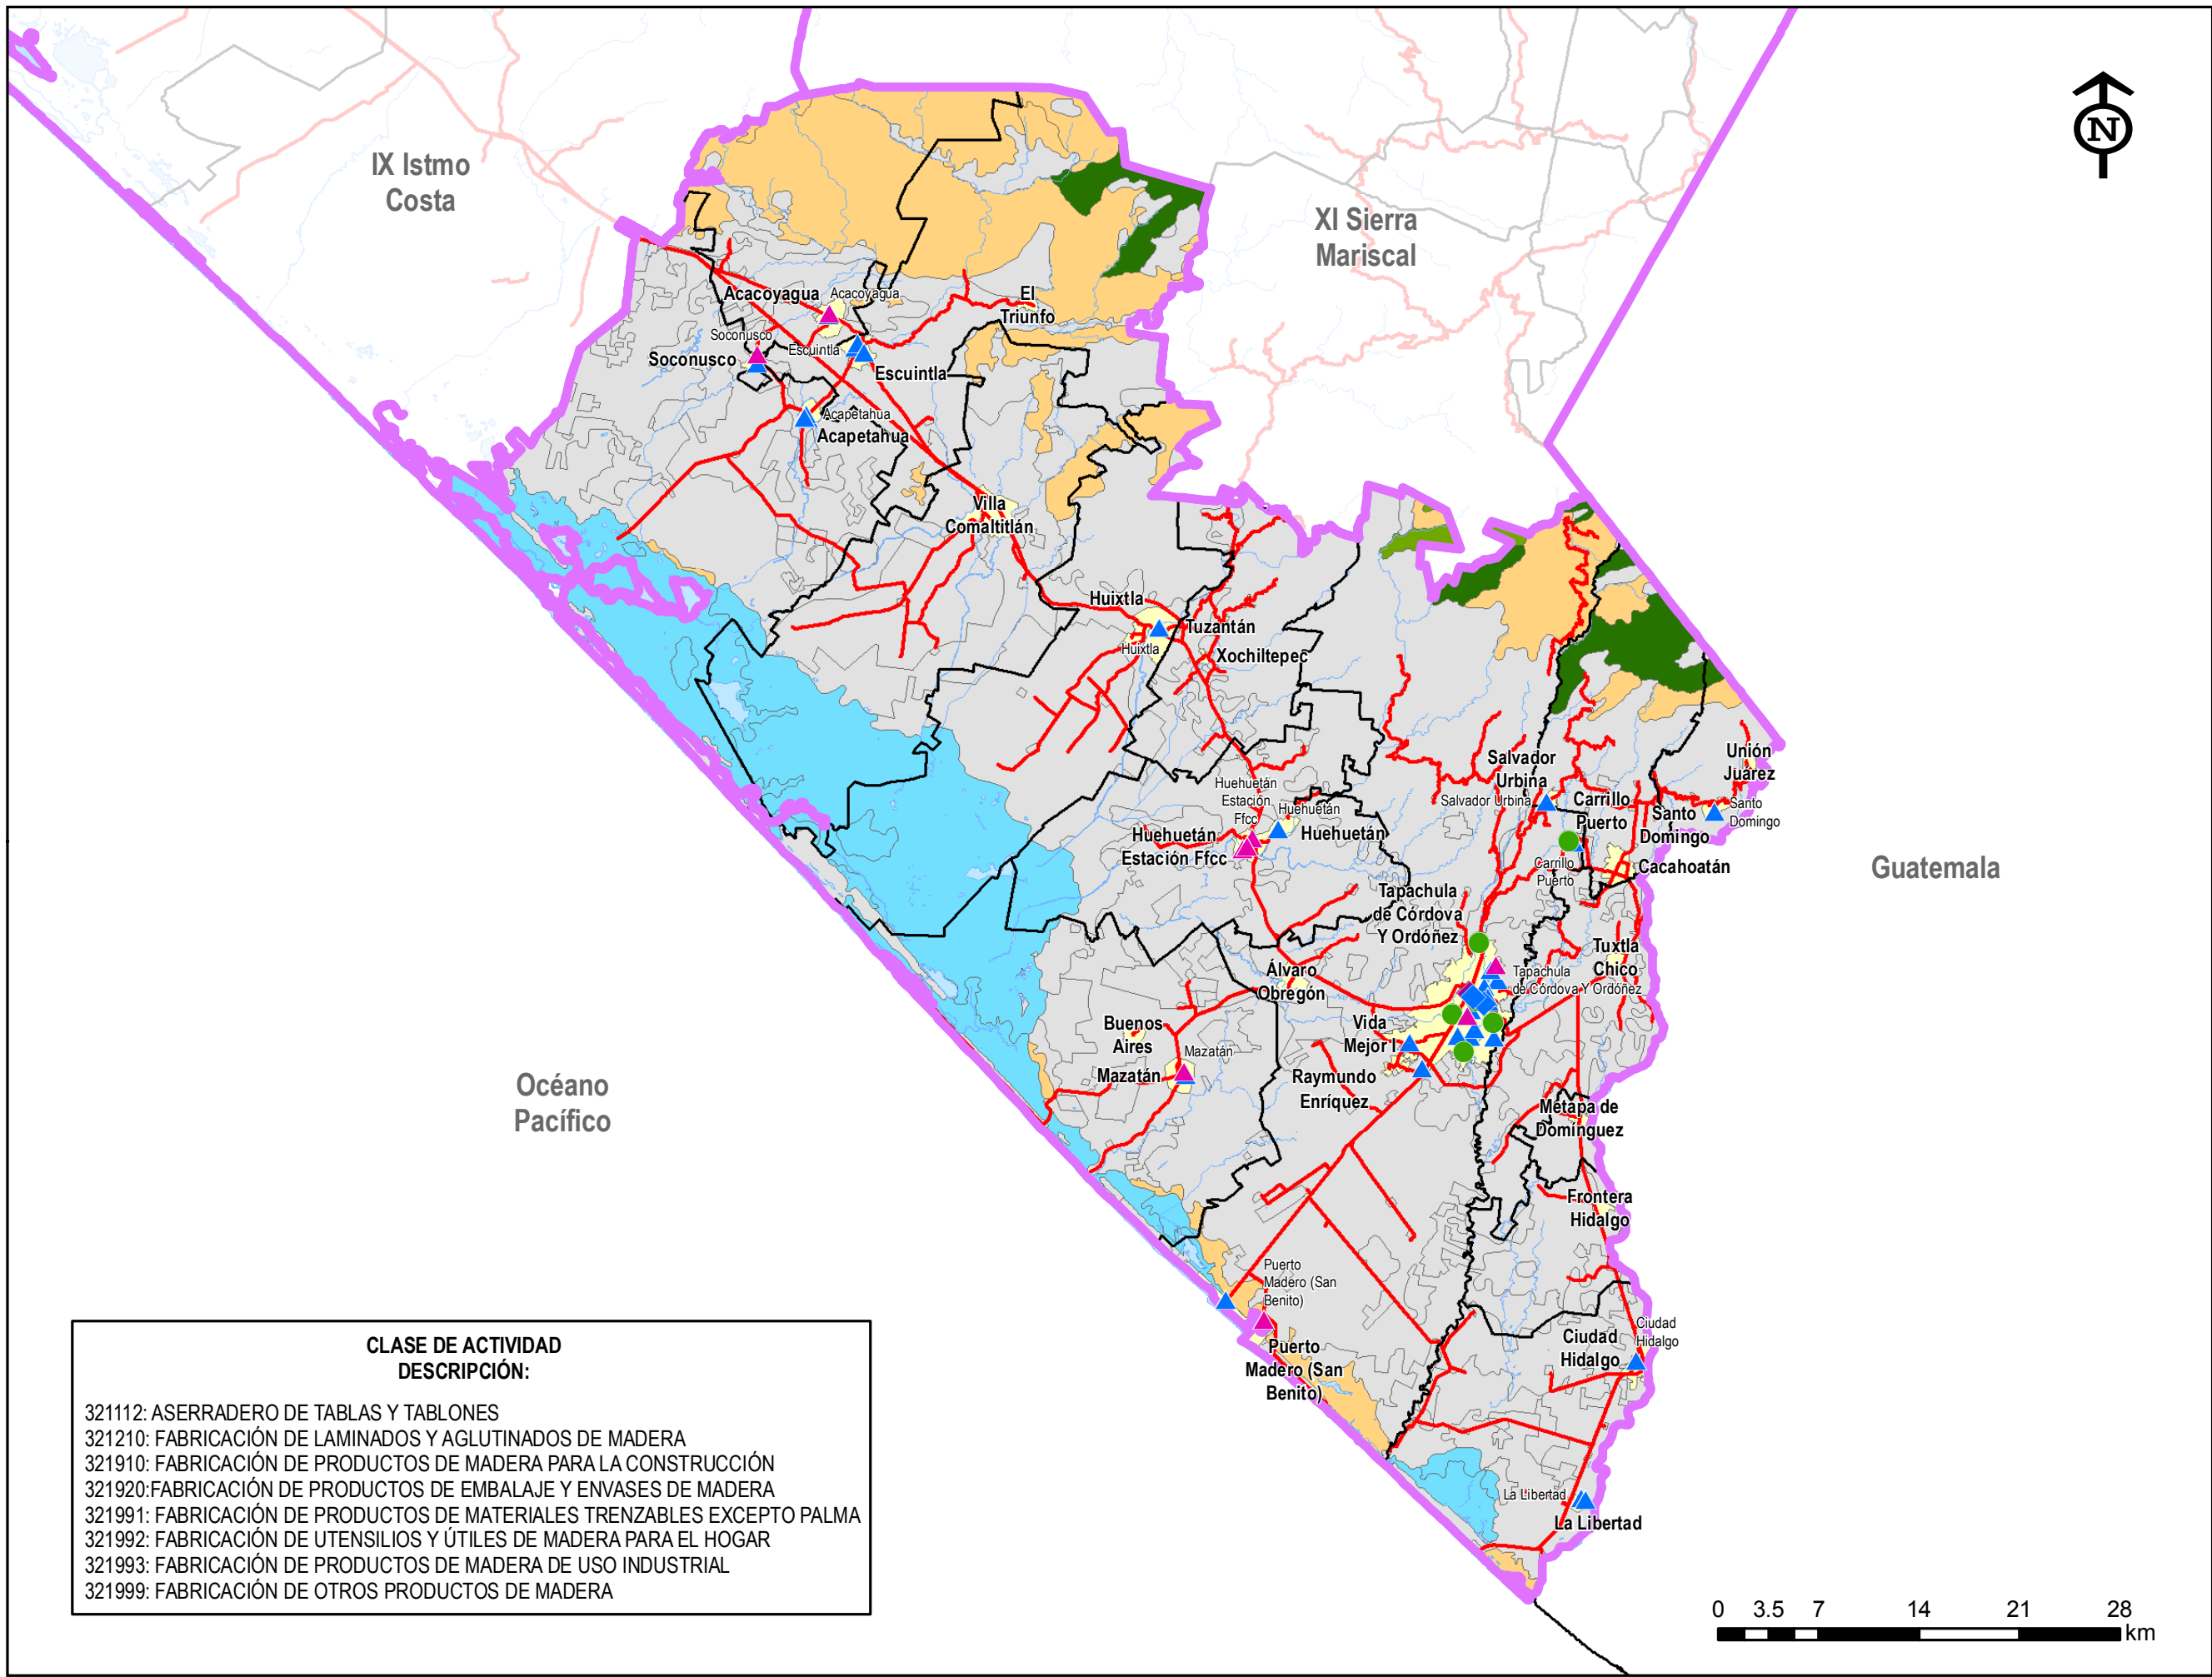 IX Istmo
Costa
XI Sierra
Mariscal
N
Acacoyagua
Acacoyagua
El
Triunfo
Soconusco
Soconusco
Escuintla
Escuintla
Acapetahua
Acapetahua
Villa
Comaltitlán
Huixtla
Huixtla
Tuzantán
Xochiltepec
Huehuetán
Estación
Ffcc
Huehuetán
Huehuetán
Huehuetán
Estación Ffcc
Salvador
Urbina
Salvador Urbina
Carrillo
Puerto
Carrillo
Puerto
Unión
Juárez
Santo
Domingo
Santo
Domingo
Cacahoatán
Guatemala
Tapachula
de Córdova
Y Ordóñez
Tapachula
de Córdova Y Ordóñez
Tuxtla
Chico
Álvaro
Obregón
Buenos
Aires
Mazatán
Mazatán
Vida
Mejor I
Raymundo
Enríquez
Océano
Pacífico
Metapa de
Domínguez
Frontera
Hidalgo
Puerto
Madero (San
Benito)
Puerto
Madero (San
Benito)
Ciudad
Hidalgo
Ciudad
Hidalgo
La Libertad
La Libertad
CLASE DE ACTIVIDAD
DESCRIPCIÓN:
321112: ASERRADERO DE TABLAS Y TABLONES
321210: FABRICACIÓN DE LAMINADOS Y AGLUTINADOS DE MADERA
321910: FABRICACIÓN DE PRODUCTOS DE MADERA PARA LA CONSTRUCCIÓN
321920:FABRICACIÓN DE PRODUCTOS DE EMBALAJE Y ENVASES DE MADERA
321991: FABRICACIÓN DE PRODUCTOS DE MATERIALES TRENZABLES EXCEPTO PALMA
321992: FABRICACIÓN DE UTENSILIOS Y ÚTILES DE MADERA PARA EL HOGAR
321993: FABRICACIÓN DE PRODUCTOS DE MADERA DE USO INDUSTRIAL
321999: FABRICACIÓN DE OTROS PRODUCTOS DE MADERA
0 3.5 7 14 21 28
km